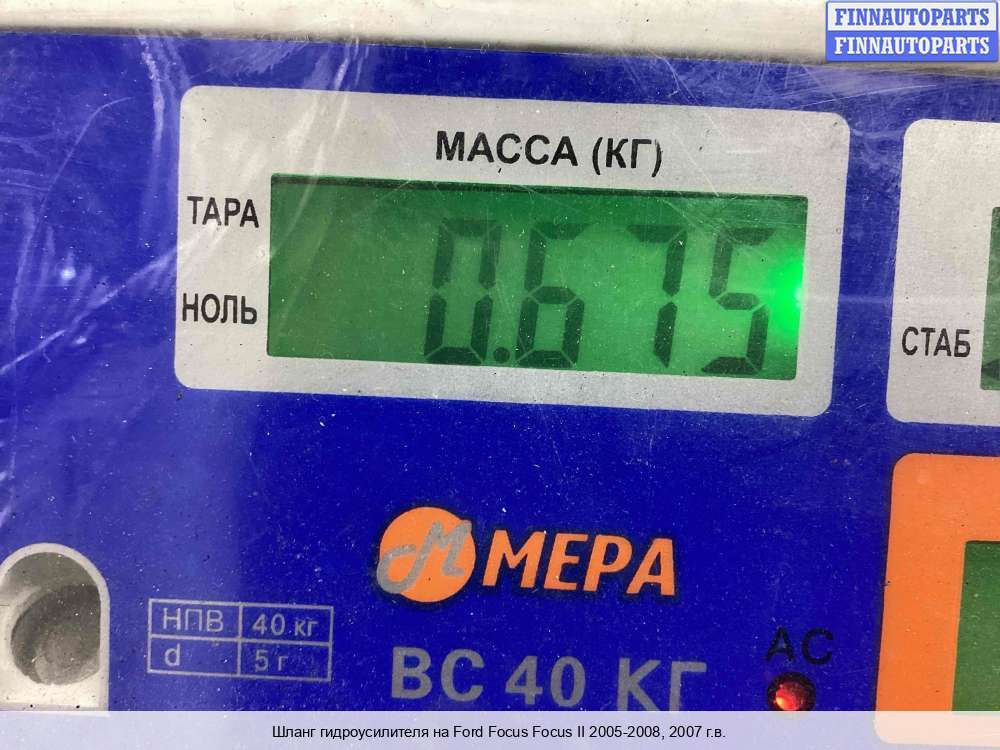 FINNAUTOPARTS
FINNAUTOPARTS
МАССА (КГ)
ТАРА
0.675
НОЛЬ
СТАБ
МЕРА
НПВ 40 кг
d 5 г
ВС 40 КГ
AC
Шланг гидроусилителя на Ford Focus Focus II 2005-2008, 2007 г.в.